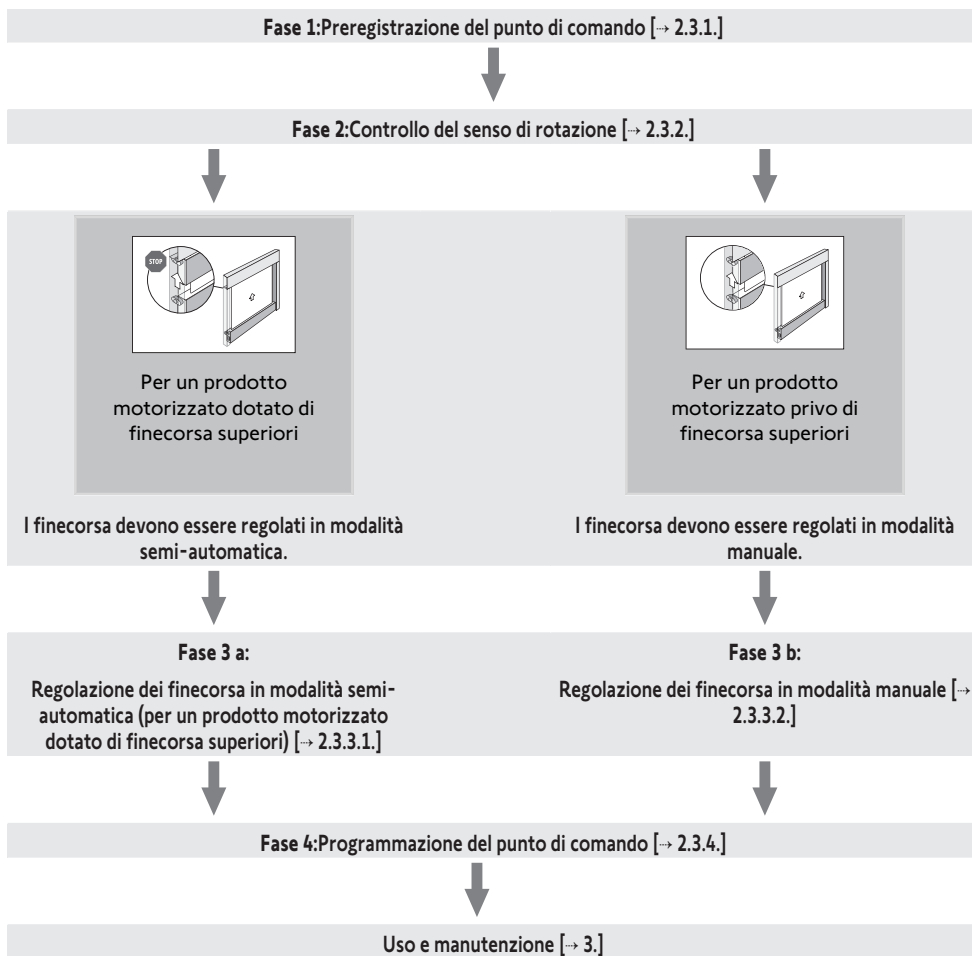 Fase 1:Preregistrazione del punto di comando [⇢ 2.3.1.]
Fase 2:Controllo del senso di rotazione [⇢ 2.3.2.]
STOP
Per un prodotto
motorizzato dotato di
finecorsa superiori
I finecorsa devono essere regolati in modalità
semi-automatica.
Per un prodotto
motorizzato privo di
finecorsa superiori
I finecorsa devono essere regolati in modalità
manuale.
Fase 3 a:
Regolazione dei finecorsa in modalità semi-
automatica (per un prodotto motorizzato
dotato di finecorsa superiori) [⇢ 2.3.3.1.]
Fase 3 b:
Regolazione dei finecorsa in modalità manuale [⇢
2.3.3.2.]
Fase 4:Programmazione del punto di comando [⇢ 2.3.4.]
Uso e manutenzione [⇢ 3.]